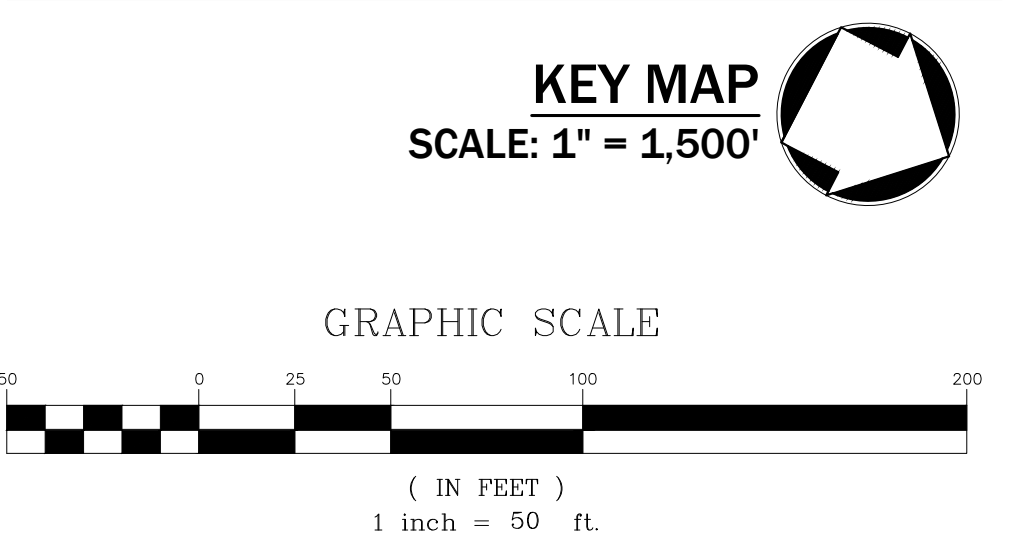 KEY MAP
SCALE: 1" = 1,500'
GRAPHIC SCALE
50 0 25 50 100 200
( IN FEET )
1 inch = 50 ft.